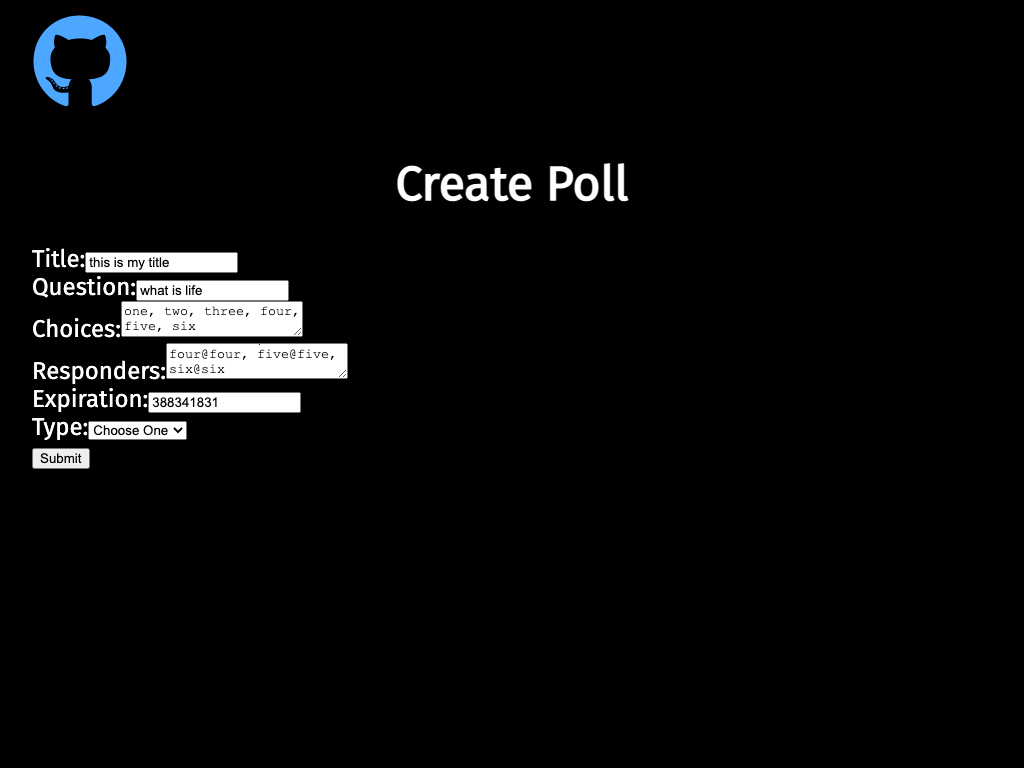 Create Poll
Title: this is my title
Question: what is life
Choices: one, two, three, four,
five, six
Responders: four@four, five@five,
six@six
Expiration: 388341831
Type: Choose One
Submit